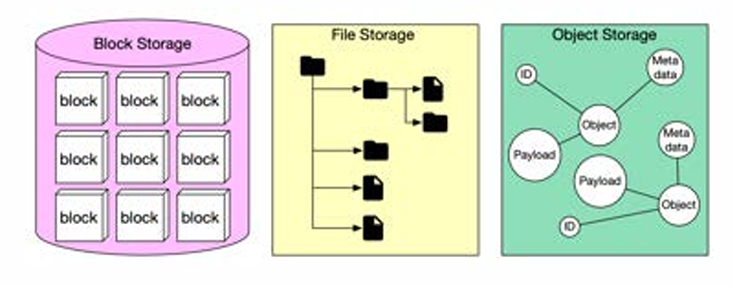 Block Storage
block block block
block block block
block block block
File Storage
Object Storage
ID
Meta
data
Object
Payload
Meta
data
Payload
Object
ID